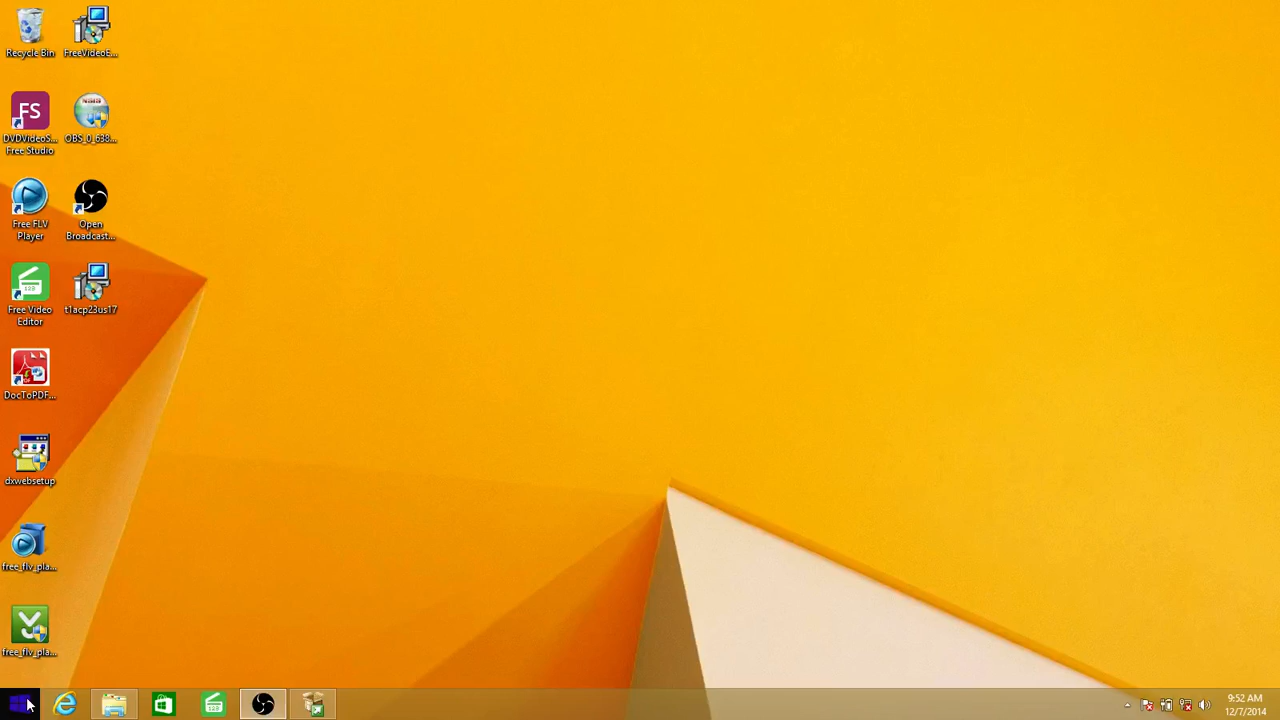 Recycle Bin
FreeVideoE...
FS
DVDVideoS...
Free Studio
OBS_0_638...
Free FLV
Player
Open
Broadcast...
Free Video
Editor
t1acp23us17
DocToPDF...
dxwebsetup
free_flv_pla...
free_flv_pla...
9:52 AM
12/7/2014